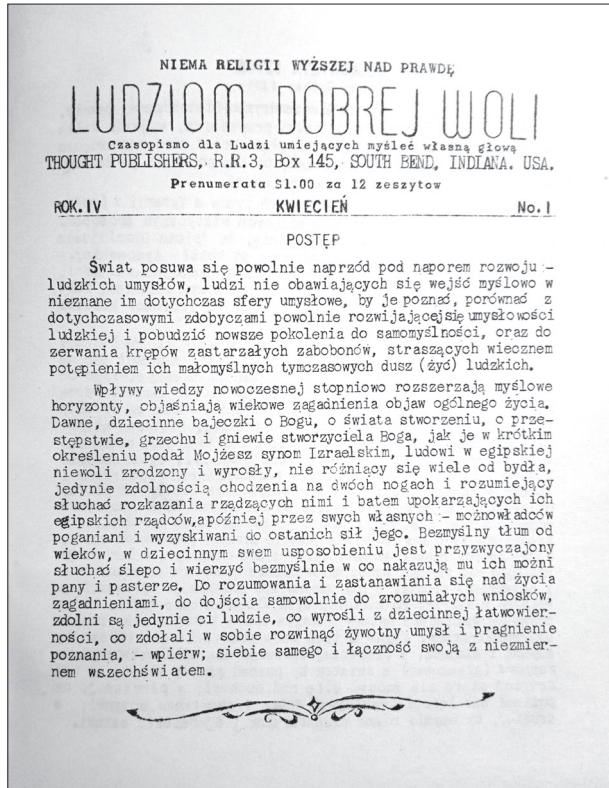 NIEMA RELIGII WYŻSZEJ NAD PRAWDĘ
LUDZIOM DOBREJ WOLI
Czasopismo dla Ludzi umiejących myśleć własną głową
THOUGHT PUBLISHERS, R.R.3, Box 145, SOUTH BEND, INDIANA. USA.
Prenumerata $1.00 za 12 zeszytow
ROK.IV KWIECIEŃ No.I
POSTĘP
Świat posuwa się powolnie naprzód pod naporem rozwoju :-
ludzkich umysłów, ludzi nie obawiających się wejść myślowo w
nieznane im dotychczas sfery umysłowe, by je poznać, porównać z
dotychczasowymi zdobyczami powolnie rozwijającej się umysłowości
ludzkiej i pobudzić nowsze pokolenia do samomyślności, oraz do
zerwania krępów zastarzałych zabobonów, straszących wiecznem
potępieniem ich małomyślnych tymczasowych dusz (żyć) ludzkich.
Wpływy wiedzy nowoczesnej stopniowo rozszerzają myślowe
horyzonty, objaśniają wiekowe zagadnienia objaw ogólnego życia.
Dawne, dziecinne bajeczki o Bogu, o świata stworzeniu, o prze-
stępstwie, grzechu i gniewie stworzyciela Boga, jak je w krótkim
określeniu podał Mojżesz synom Izraelskim, ludowi w egipskiej
niewoli zrodzony i wyrosły, nie różniący się wiele od bydła,
jedynie zdolnością chodzenia na dwóch nogach i rozumiejący
słuchać rozkazania rządzących nimi i batem upokarzających ich
egipskich rządców, a później przez swych własnych :- możnowładców
poganiani i wyzyskiwani do ostanich sił jego. Bezmyślny tłum od
wieków, w dziecinnym swem usposobieniu jest przyzwyczajony
słuchać ślepo i wierzyć bezmyślnie w co nakazują mu ich możni
pany i pasterze. Do rozumowania i zastanawiania się nad życia
zagadnieniami, do dojścia samowolnie do zrozumiałych wniosków,
zdolni są jedynie ci ludzie, co wyrośli z dziecinnej łatwowier-
ności, co zdołali w sobie rozwinąć żywotny umysł i pragnienie
poznania, :- wpierw; siebie samego i łączność swoją z niezmier-
nem wszechświatem.